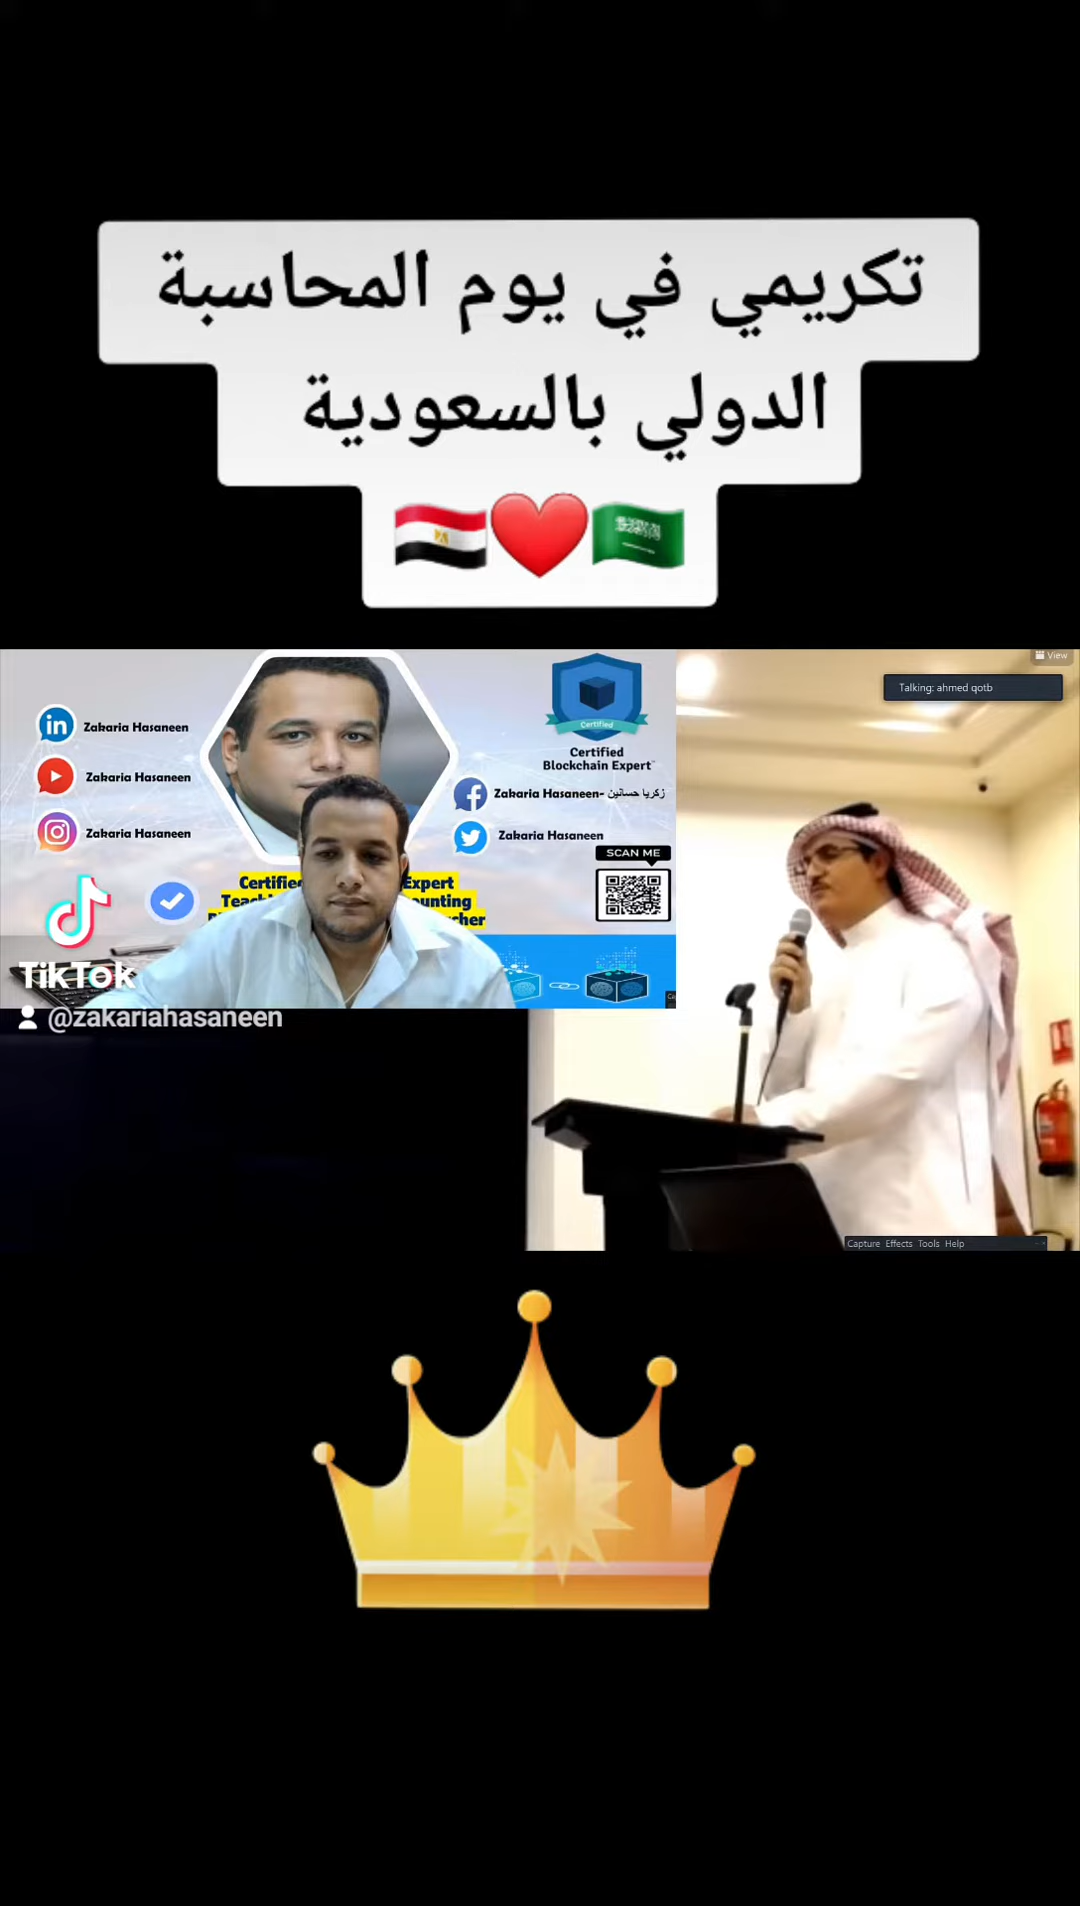 تكريمي في يوم المحاسبة
الدولي بالسعودية
View
Talking: ahmed qotb
Zakaria Hasaneen
Zakaria Hasaneen
Zakaria Hasaneen
Certified
Certified
Blockchain Expert
Zakaria Hasaneen- زكريا حسانين
Zakaria Hasaneen
SCAN ME
Certified
Expert
TikTok
@zakariahasaneen
Capture Effects Tools Help